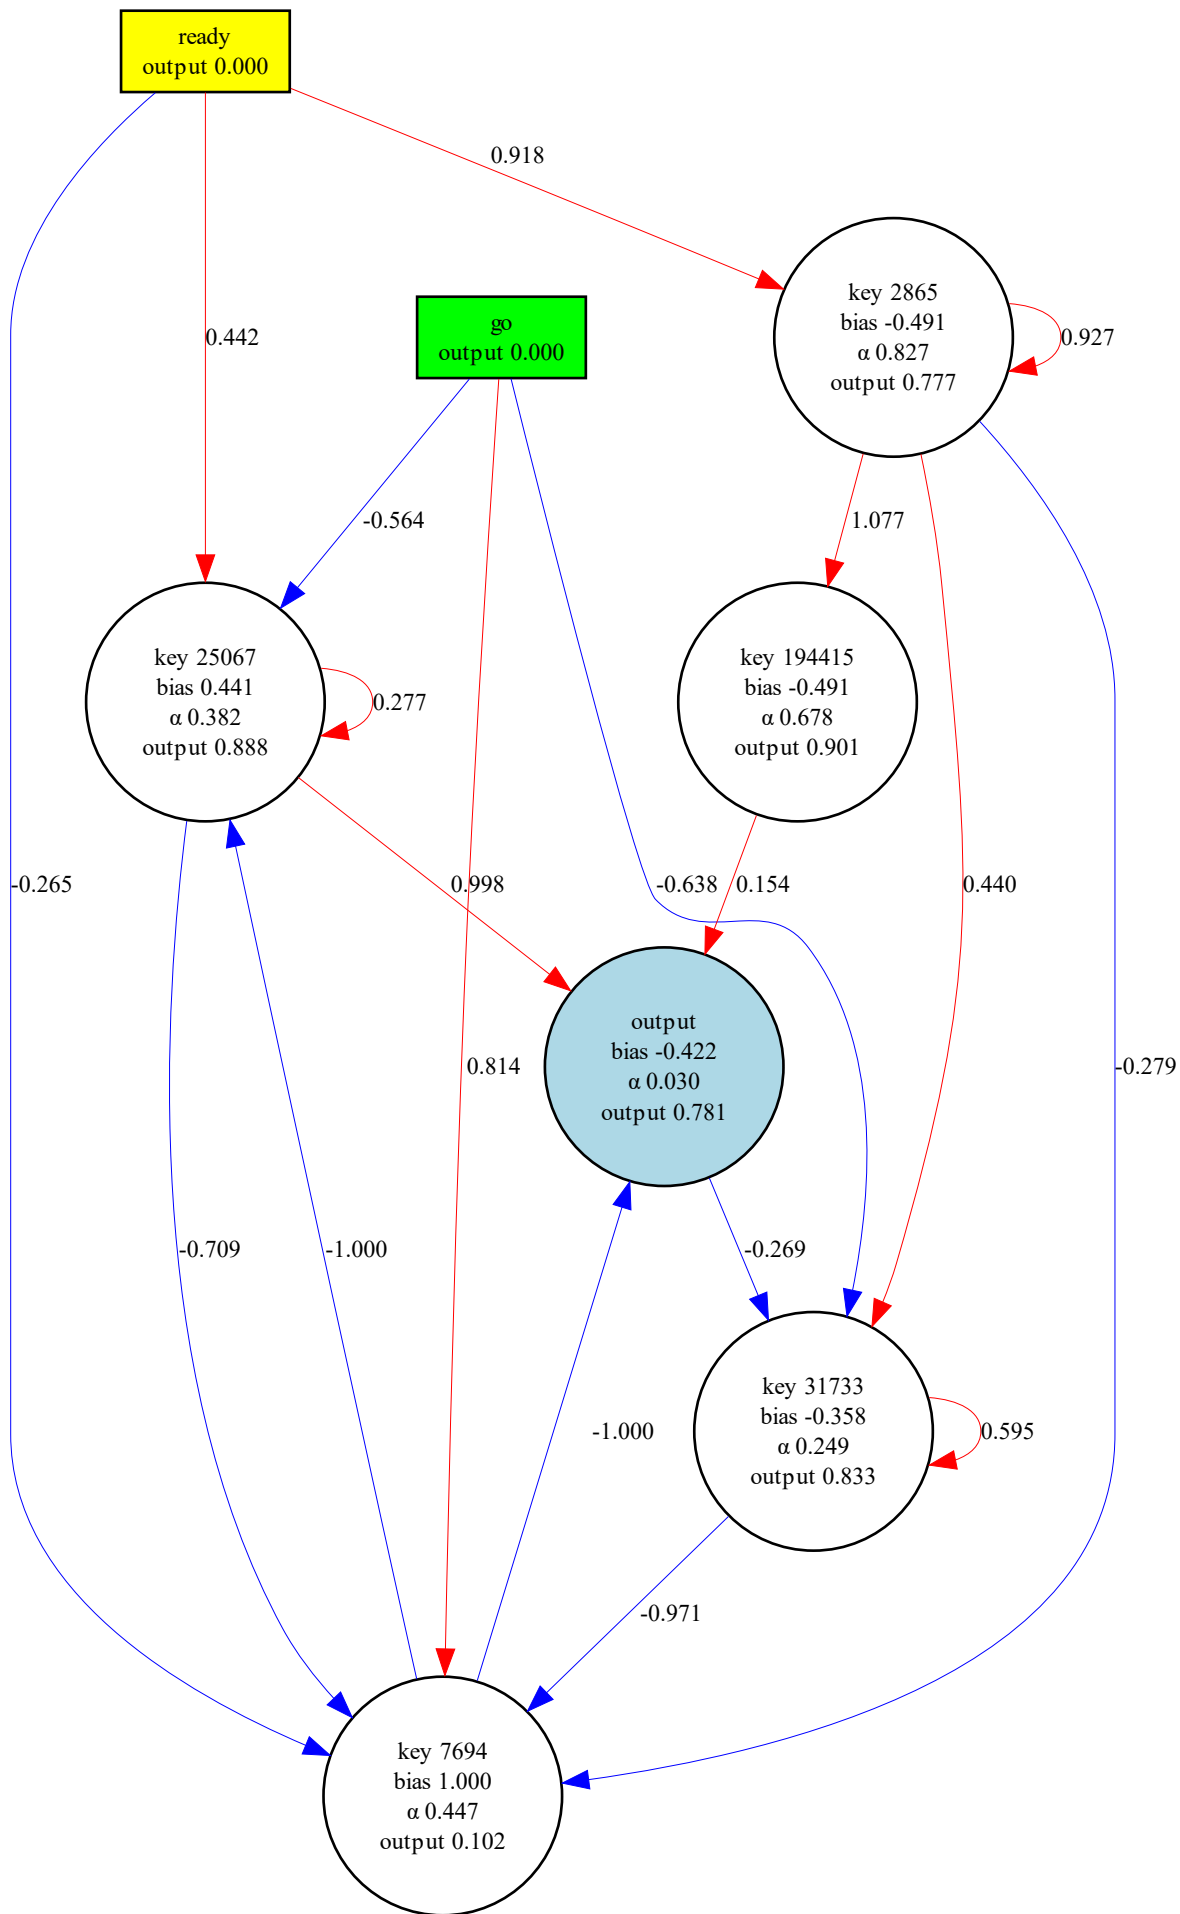 ready
output 0.000
0.918
key 2865
bias -0.491
α 0.827
output 0.777
0.927
go
output 0.000
0.442
-0.564
1.077
key 25067
bias 0.441
α 0.382
output 0.888
0.277
key 194415
bias -0.491
α 0.678
output 0.901
-0.265
0.998
-0.638
0.154
0.440
output
bias -0.422
α 0.030
output 0.781
0.814
-0.279
-0.709
-1.000
-0.269
key 31733
bias -0.358
α 0.249
output 0.833
0.595
-1.000
-0.971
key 7694
bias 1.000
α 0.447
output 0.102